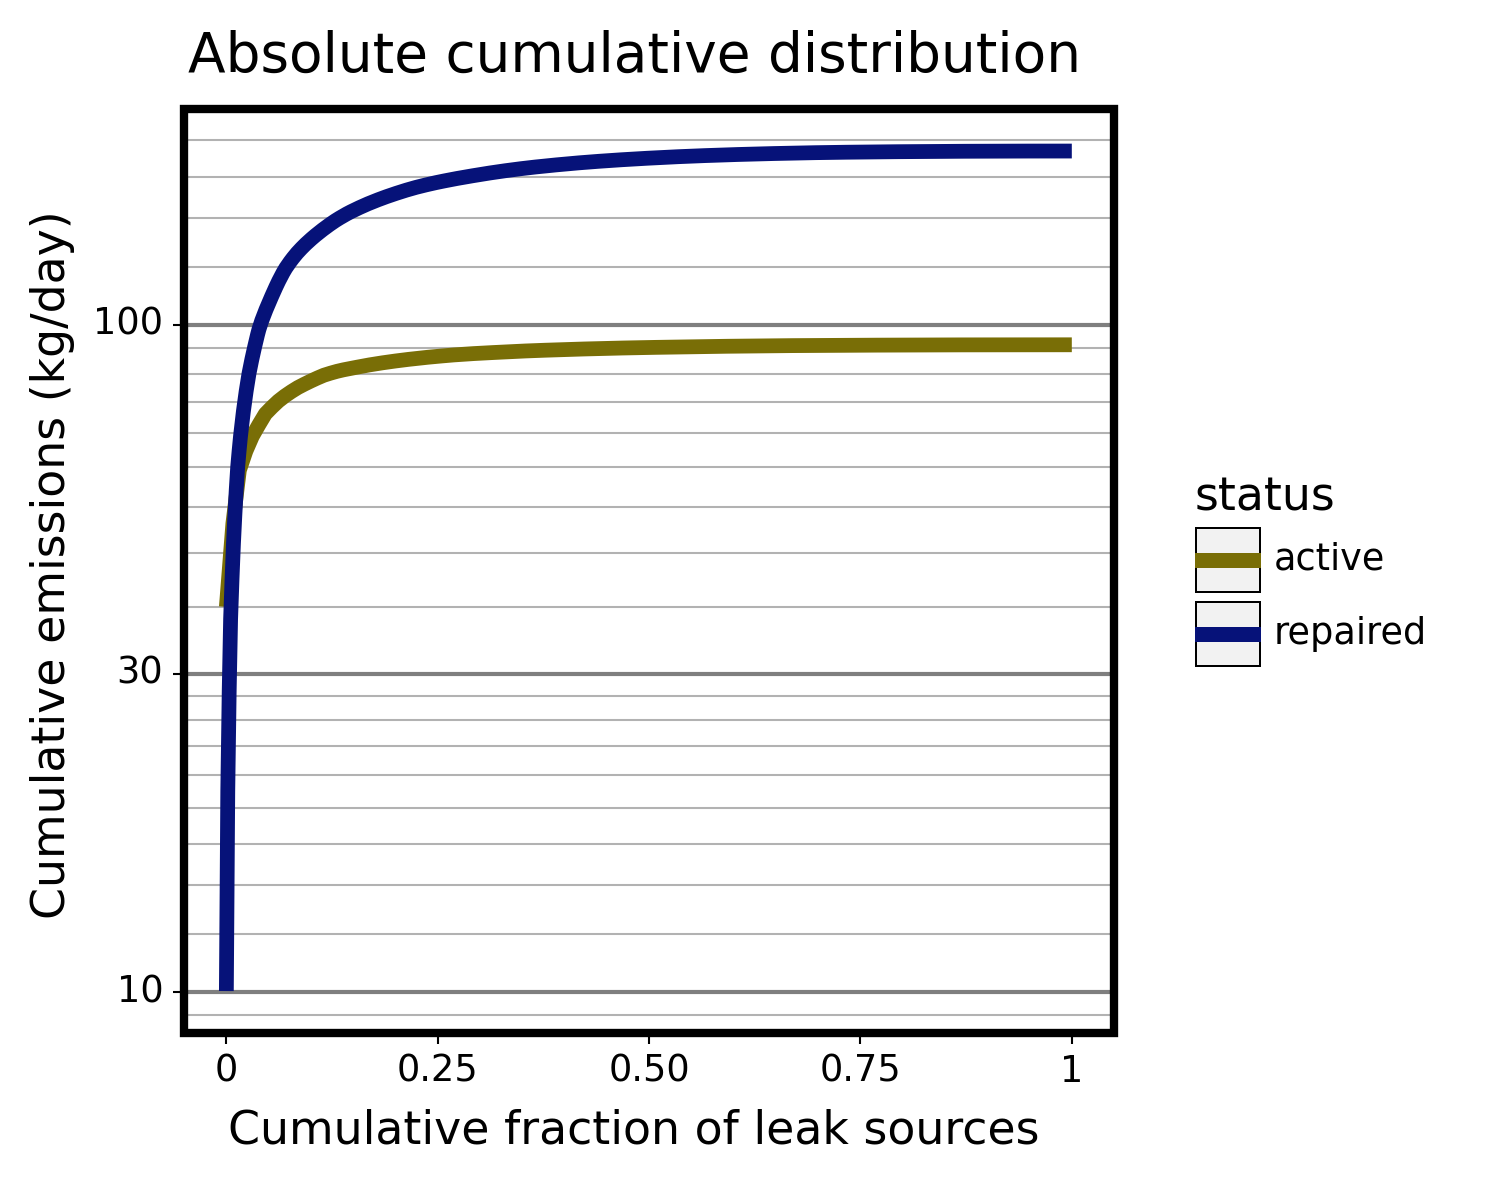 Absolute cumulative distribution
Cumulative emissions (kg/day)
100
30
10
0
0.25
0.50
0.75
1
Cumulative fraction of leak sources
status
active
repaired